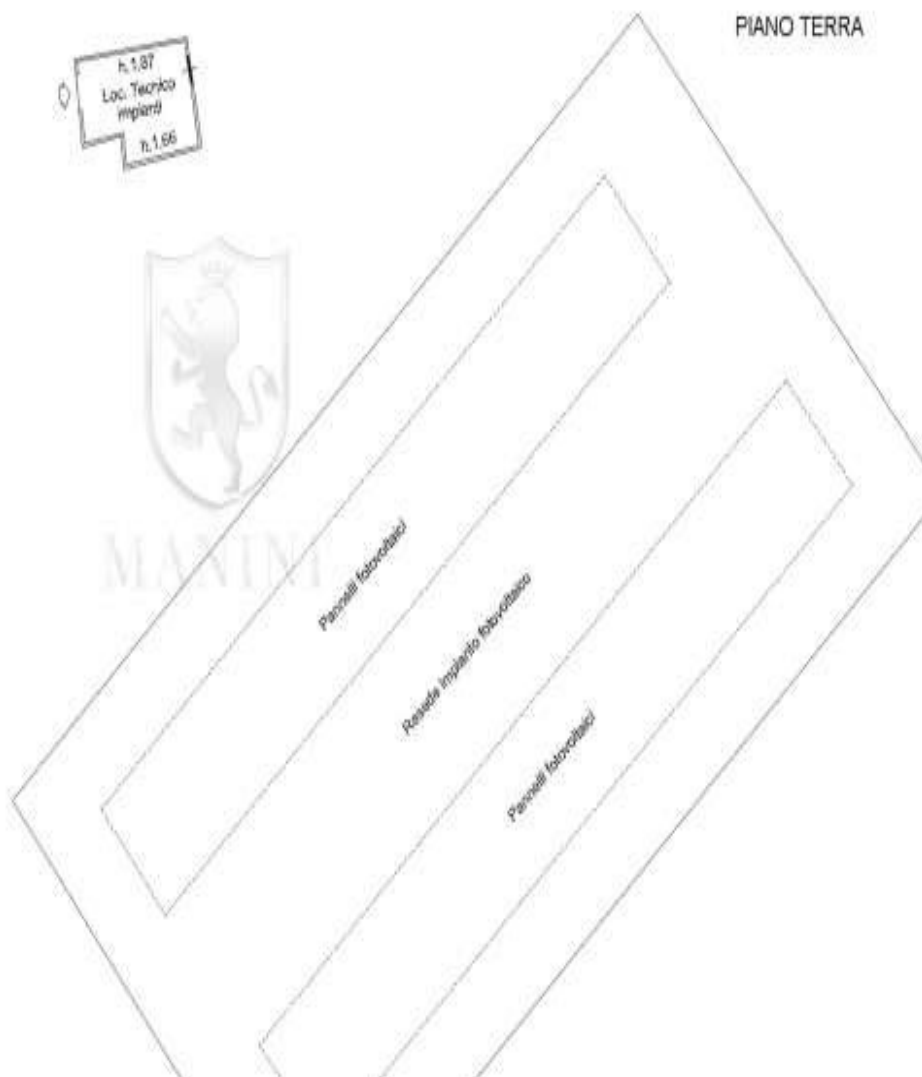 PIANO TERRA
h.1.87
Loc. Tecnico
impianti
h.1.66
MANINI
Pannelli fotovoltaici
Resede impianto fotovoltaico
Pannelli fotovoltaici